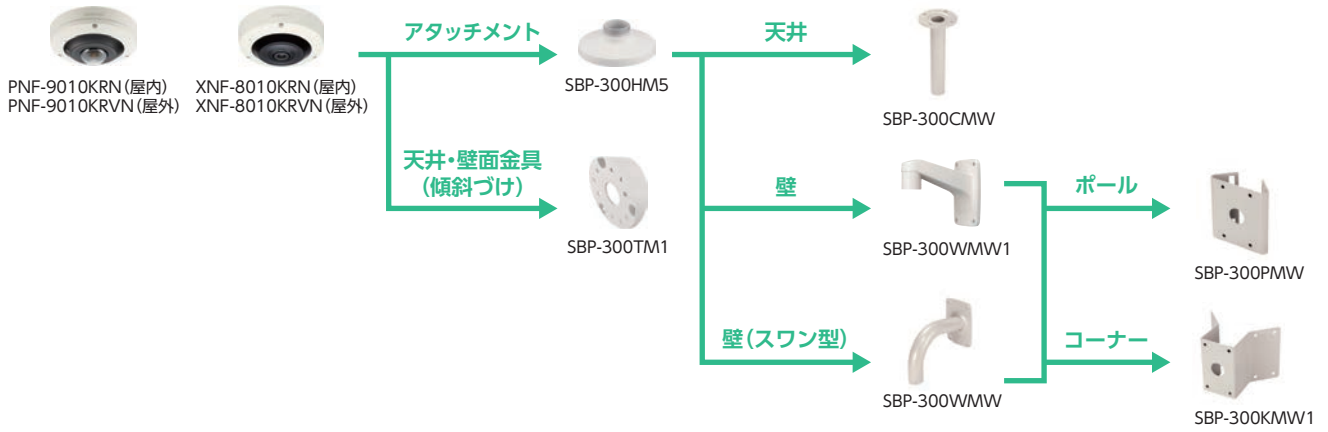 PNF-9010KRN（屋内）
PNF-9010KRVN（屋外）
XNF-8010KRN（屋内）
XNF-8010KRVN（屋外）
アタッチメント
SBP-300HM5
天井・壁面金具
（傾斜づけ）
SBP-300TM1
天井
SBP-300CMW
壁
SBP-300WMW1
壁（スワン型）
SBP-300WMW
ポール
SBP-300PMW
コーナー
SBP-300KMW1